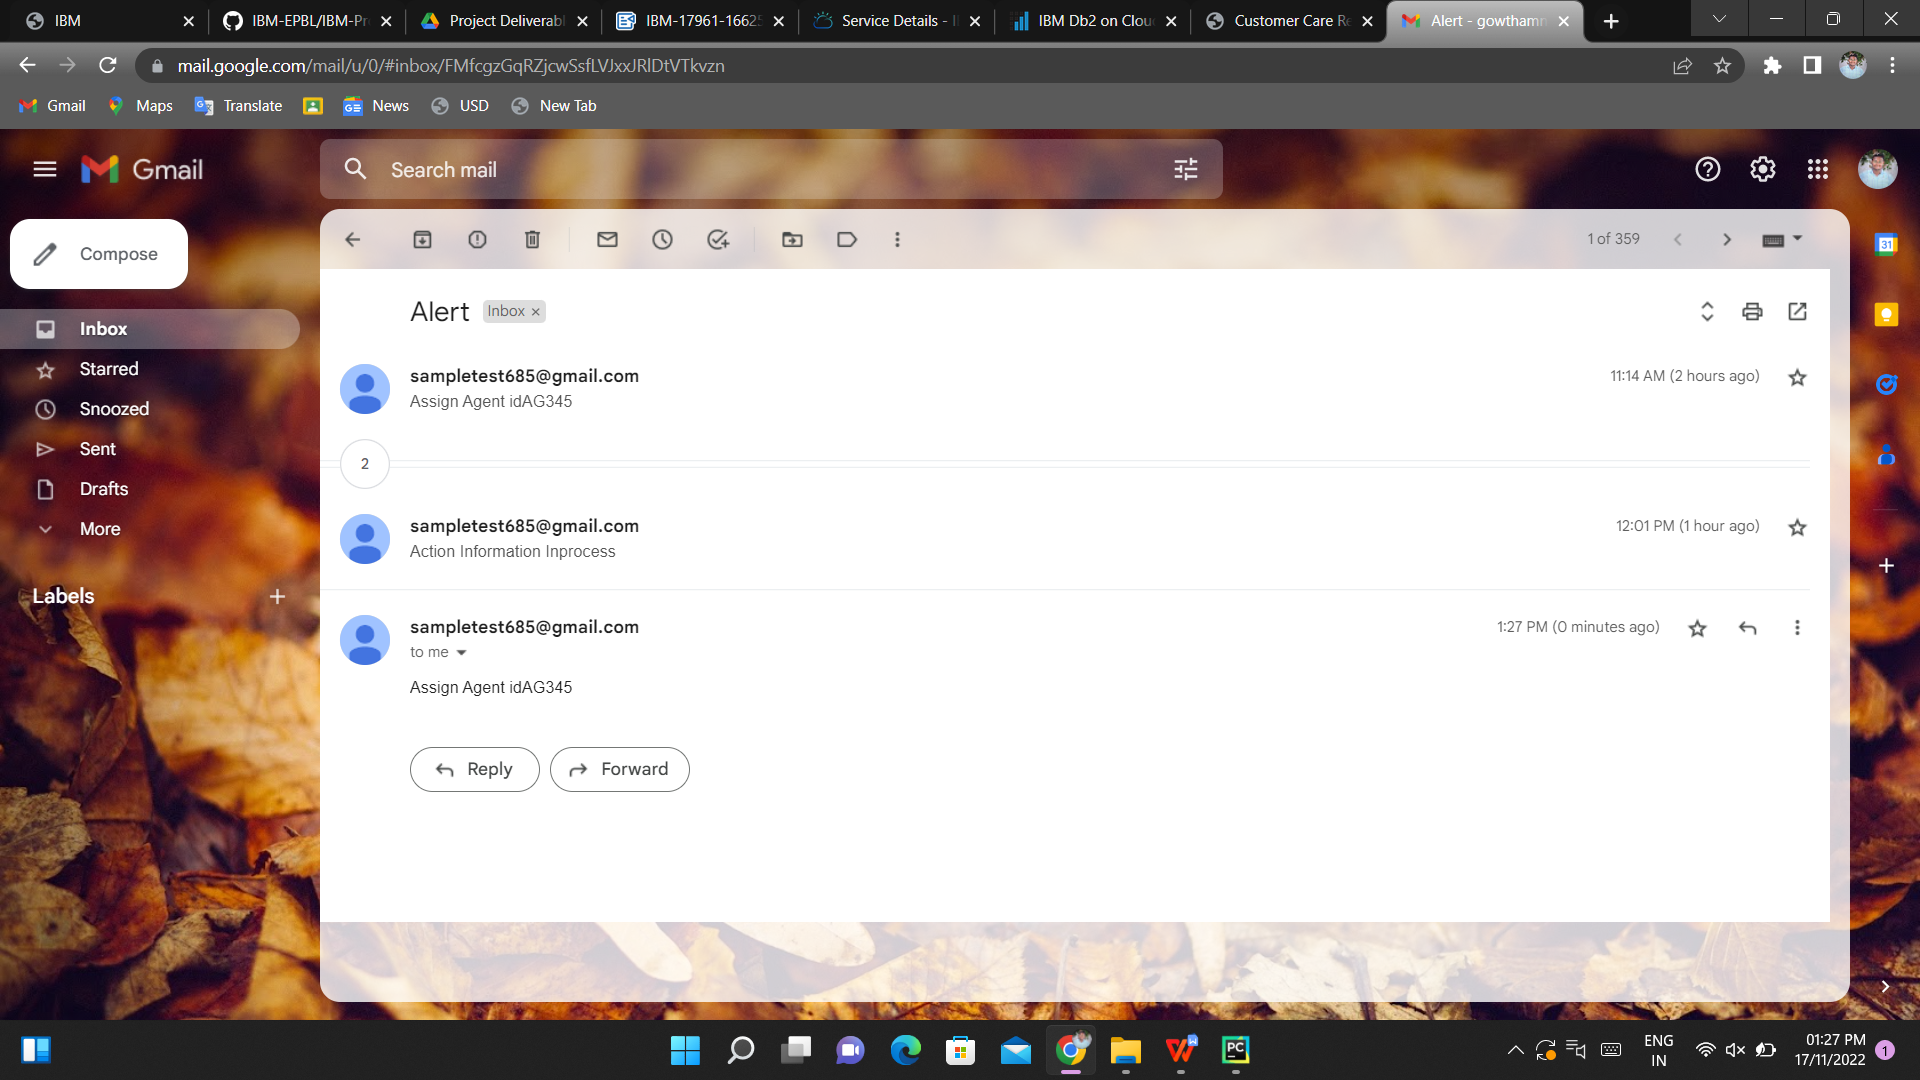 IBM
IBM-EPBL/IBM-Pr
Project Deliverabl
IBM-17961-1662
Service Details -
IBM Db2 on Clou
Customer Care Re
Alert - gowtham
mail.google.com/mail/u/0/#inbox/FMfcgzGqRZjcwSsfLVJxxJRlDtVTkvzn
Gmail
Maps
Translate
News
USD
New Tab
Gmail
Search mail
Compose
1 of 359
31
Alert
Inbox ×
Inbox
Starred
Snoozed
Sent
Drafts
More
Labels
sampletest685@gmail.com
11:14 AM (2 hours ago)
Assign Agent idAG345
2
sampletest685@gmail.com
12:01 PM (1 hour ago)
Action Information Inprocess
sampletest685@gmail.com
1:27 PM (0 minutes ago)
to me
Assign Agent idAG345
Reply
Forward
PC
ENG
IN
01:27 PM
17/11/2022
1